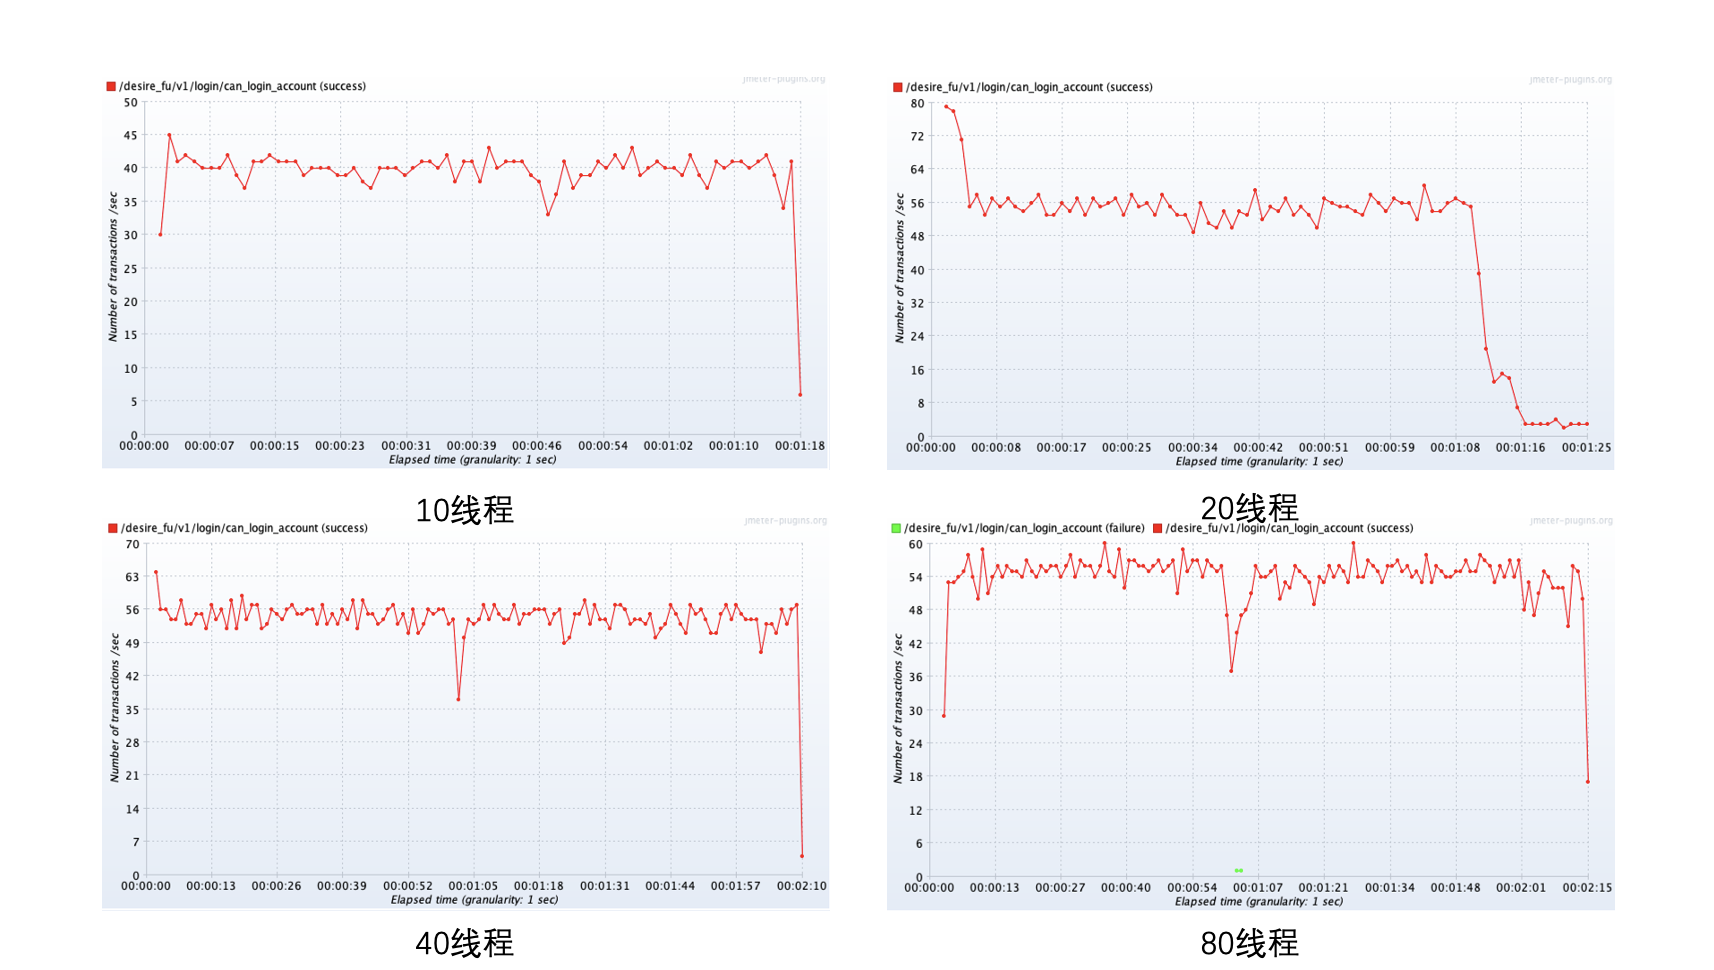 jmeter-plugins.org
/desire_fu/v1/login/can_login_account (success)
50
45
40
35
30
25
20
15
10
5
0
Number of transactions /sec
00:00:00 00:00:07 00:00:15 00:00:23 00:00:31 00:00:39 00:00:46 00:00:54 00:01:02 00:01:10 00:01:18
Elapsed time (granularity: 1 sec)
10线程
jmeter-plugins.org
/desire_fu/v1/login/can_login_account (success)
80
72
64
56
48
40
32
24
16
8
0
Number of transactions /sec
00:00:00 00:00:08 00:00:17 00:00:25 00:00:34 00:00:42 00:00:51 00:00:59 00:01:08 00:01:16 00:01:25
Elapsed time (granularity: 1 sec)
20线程
jmeter-plugins.org
/desire_fu/v1/login/can_login_account (success)
70
63
56
49
42
35
28
21
14
7
0
Number of transactions /sec
00:00:00 00:00:13 00:00:26 00:00:39 00:00:52 00:01:05 00:01:18 00:01:31 00:01:44 00:01:57 00:02:10
Elapsed time (granularity: 1 sec)
40线程
jmeter-plugins.org
/desire_fu/v1/login/can_login_account (failure) /desire_fu/v1/login/can_login_account (success)
60
54
48
42
36
30
24
18
12
6
0
Number of transactions /sec
00:00:00 00:00:13 00:00:27 00:00:40 00:00:54 00:01:07 00:01:21 00:01:34 00:01:48 00:02:01 00:02:15
Elapsed time (granularity: 1 sec)
80线程